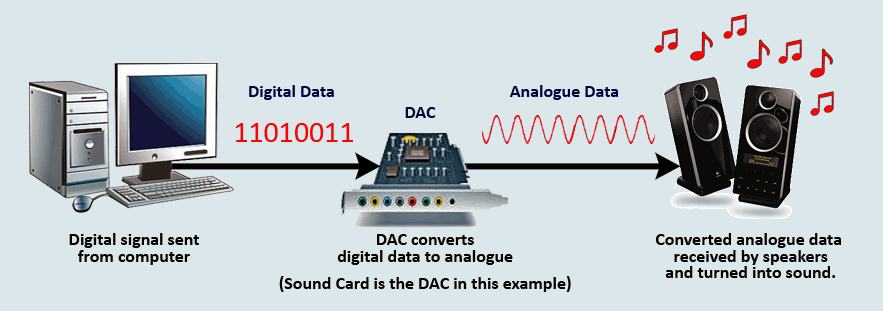 Digital Data
11010011
DAC
Analogue Data
Digital signal sent
from computer
DAC converts
digital data to analogue
(Sound Card is the DAC in this example)
Converted analogue data
received by speakers
and turned into sound.